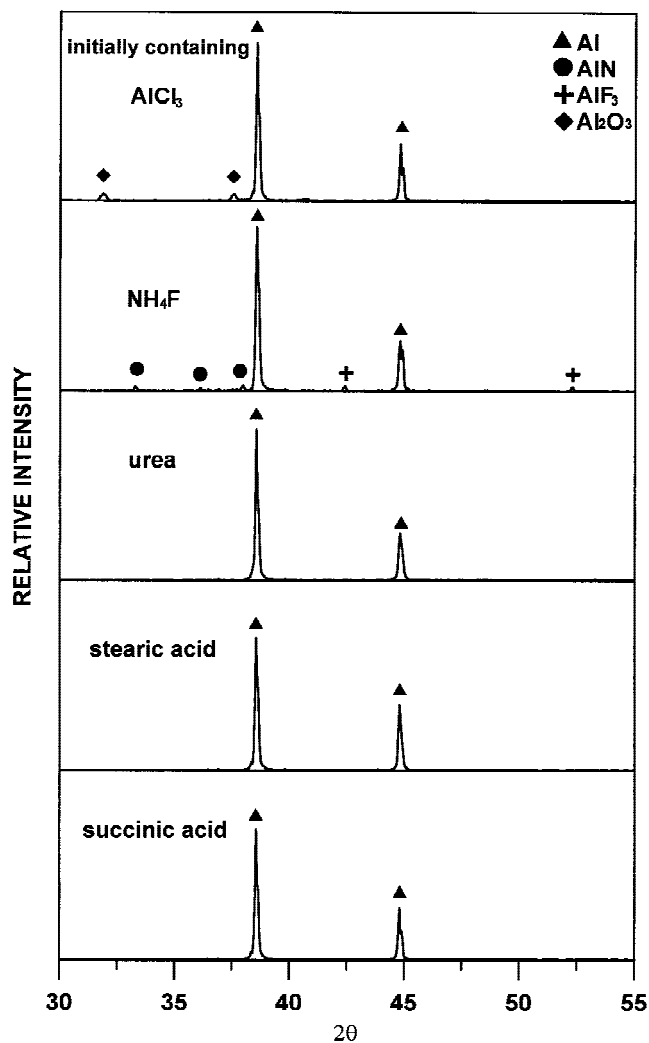 initially containing
AlCl₃
▲ Al
● AlN
+ AlF₃
◆ Al₂O₃
NH₄F
urea
stearic acid
succinic acid
RELATIVE INTENSITY
30 35 40 45 50 55
2θ